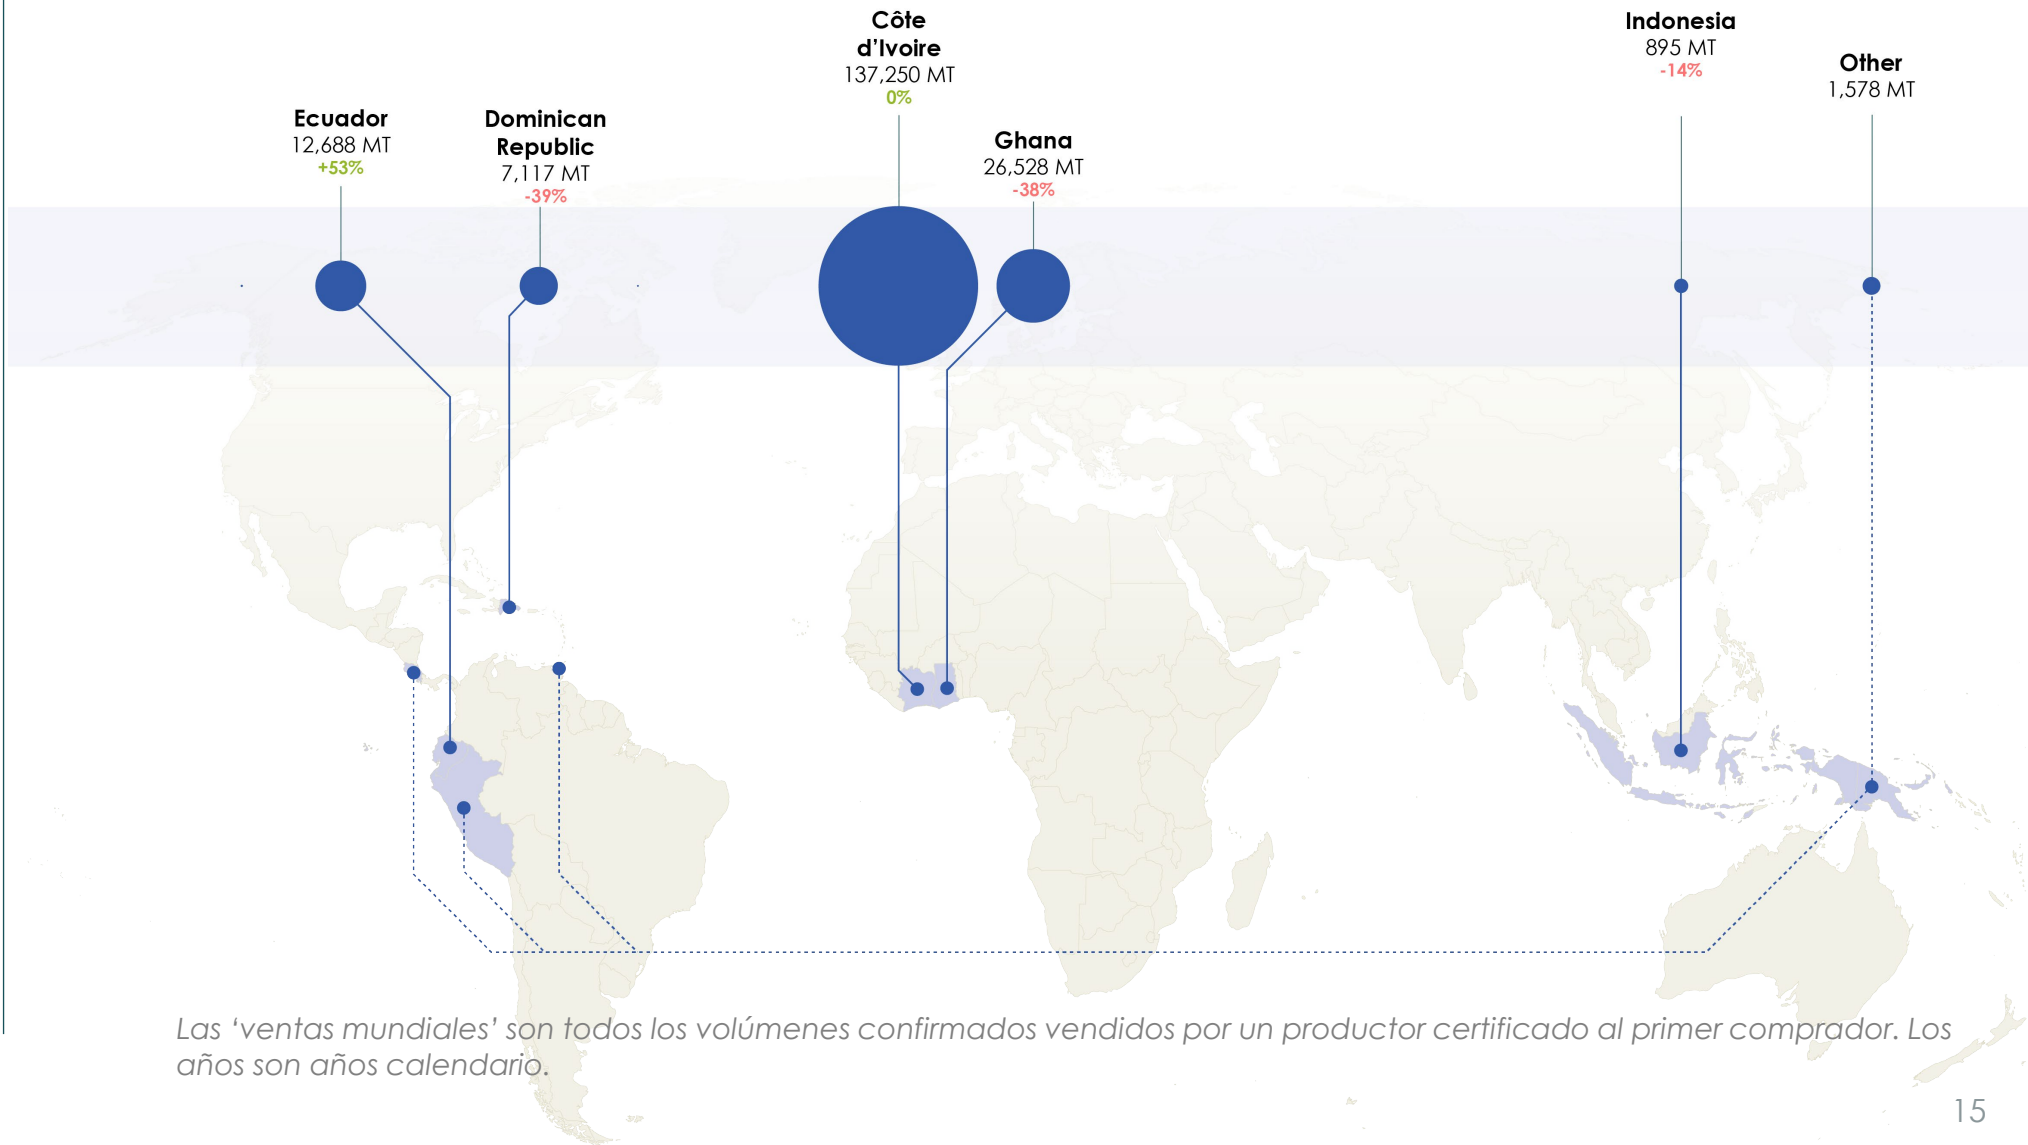 Côte
d’Ivoire
137,250 MT
0%
Indonesia
895 MT
-14%
Other
1,578 MT
Ecuador
12,688 MT
+53%
Dominican
Republic
7,117 MT
-39%
Ghana
26,528 MT
-38%
Las ‘ventas mundiales’ son todos los volúmenes confirmados vendidos por un productor certificado al primer comprador. Los
años son años calendario.
15